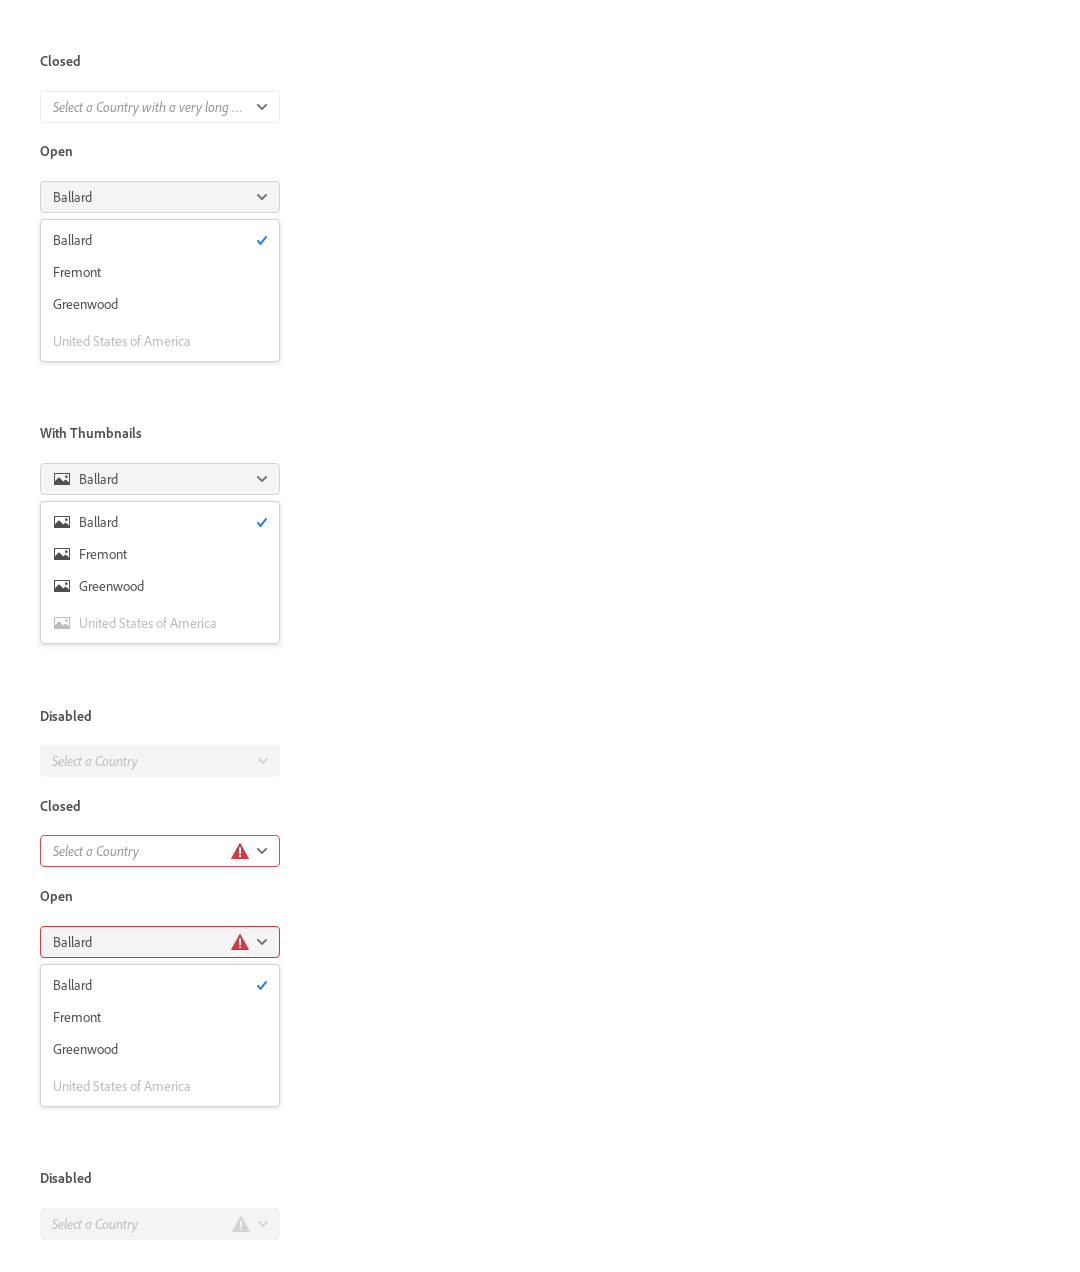 Closed
Select a Country with a very long ...
Open
Ballard
Ballard
Fremont
Greenwood
United States of America
With Thumbnails
Ballard
Ballard
Fremont
Greenwood
United States of America
Disabled
Select a Country
Closed
Select a Country
Open
Ballard
Ballard
Fremont
Greenwood
United States of America
Disabled
Select a Country